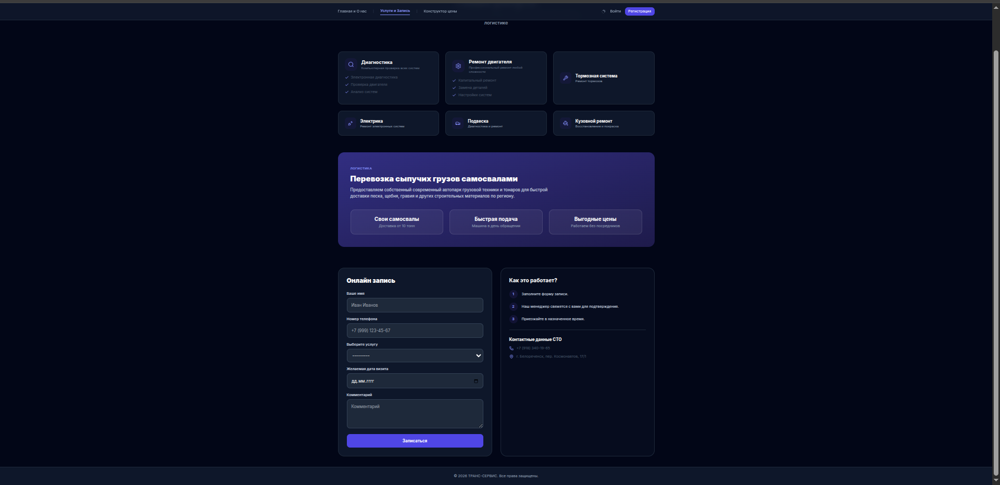 Главная и О нас
Услуги и Запись
Конструктор цены
Войти
Регистрация
логистике
Диагностика
Компьютерная проверка всех систем
Электронная диагностика
Проверка двигателя
Анализ систем
Ремонт двигателя
Профессиональный ремонт любой
сложности
Капитальный ремонт
Замена деталей
Настройки систем
Тормозная система
Ремонт тормозов
Электрика
Ремонт электронных систем
Подвеска
Диагностика и ремонт
Кузовной ремонт
Восстановление и покраска
ЛОГИСТИКА
Перевозка сыпучих грузов самосвалами
Предоставляем собственный современный автопарк грузовой техники и тонаров для быстрой
доставки песка, щебня, гравия и других строительных материалов по региону.
Свои самосвалы
Доставка от 10 тонн
Быстрая подача
Машина в день обращения
Выгодные цены
Работаем без посредников
Онлайн запись
Ваше имя
Иван Иванов
Номер телефона
+7 (999) 123-45-67
Выберите услугу
---------
Желаемая дата визита
дд.мм.гггг
Комментарий
Комментарий
Записаться
Как это работает?
1 Заполните форму записи.
2 Наш менеджер свяжется с вами для подтверждения.
3 Приезжайте в назначенное время.
Контактные данные СТО
+7 (918) 340-19-65
г. Белореченск, пер. Космонавтов, 17/1
© 2026 ТРАНС-СЕРВИС. Все права защищены.